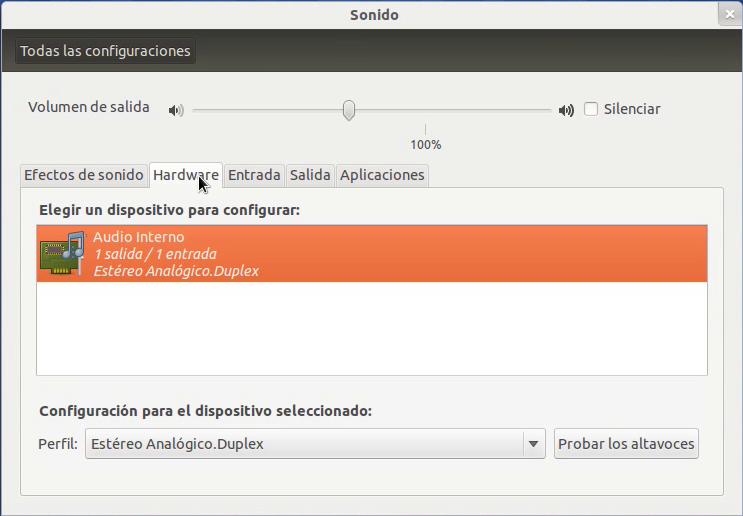 Sonido
Todas las configuraciones
Volumen de salida
Silenciar
100%
Efectos de sonido Hardware Entrada Salida Aplicaciones
Elegir un dispositivo para configurar:
Audio Interno
1 salida / 1 entrada
Estéreo Analógico.Duplex
Configuración para el dispositivo seleccionado:
Perfil: Estéreo Analógico.Duplex Probar los altavoces